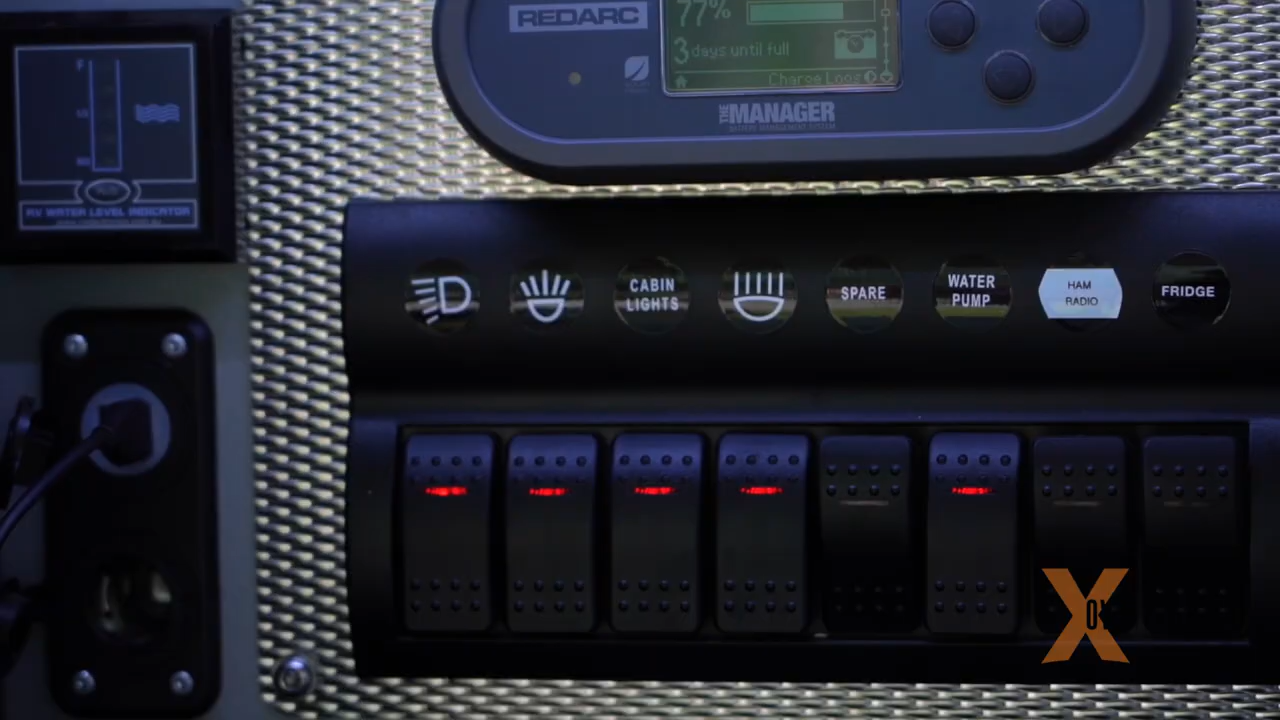 REDARC
77%
3 days until full
Charge Logs
THE MANAGER
BATTERY MANAGEMENT SYSTEM
F
RV WATER LEVEL INDICATOR
CABIN
LIGHTS
SPARE
WATER
PUMP
HAM
RADIO
FRIDGE
X